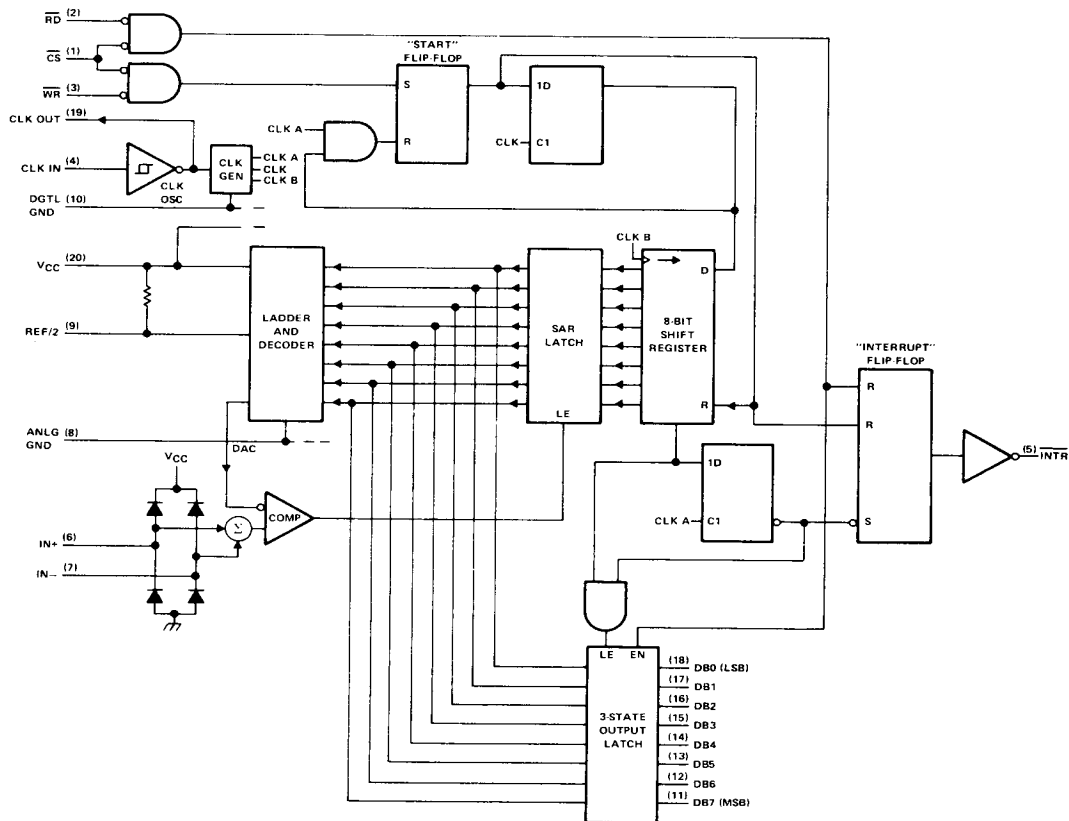 RD (2)
CS (1)
WR (3)
CLK OUT (19)
CLK IN (4)
CLK
OSC
CLK
GEN
CLK A
CLK
CLK B
DGTL (10)
GND
"START"
FLIP-FLOP
S
R
CLK A
1D
CLK
C1
VCC (20)
REF/2 (9)
LADDER
AND
DECODER
SAR
LATCH
LE
CLK B
D
8-BIT
SHIFT
REGISTER
R
"INTERRUPT"
FLIP-FLOP
R
R
S
(5) INTR
ANLG (8)
GND
DAC
VCC
Σ
COMP
IN+ (6)
IN– (7)
1D
CLK A
C1
LE EN
3-STATE
OUTPUT
LATCH
(18) DB0 (LSB)
(17) DB1
(16) DB2
(15) DB3
(14) DB4
(13) DB5
(12) DB6
(11) DB7 (MSB)